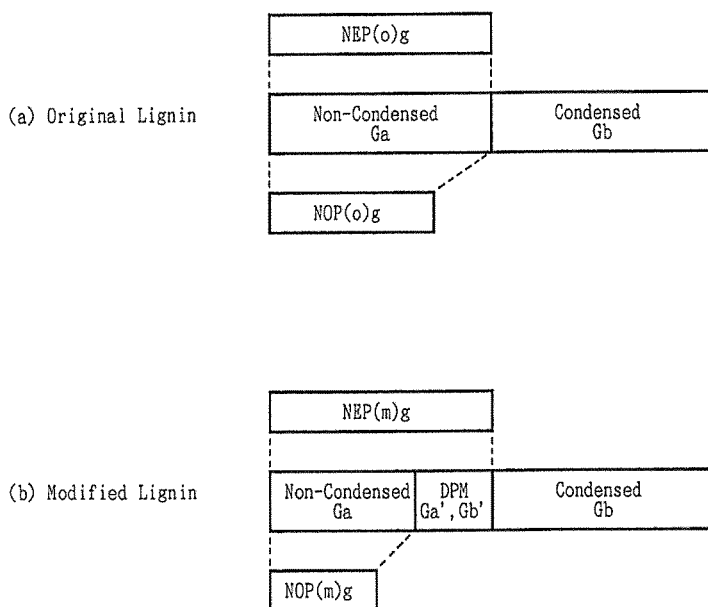 NEP(o)g
(a) Original Lignin
Non-Condensed
Ga
Condensed
Gb
NOP(o)g
NEP(m)g
(b) Modified Lignin
Non-Condensed
Ga
DPM
Ga',Gb'
Condensed
Gb
NOP(m)g